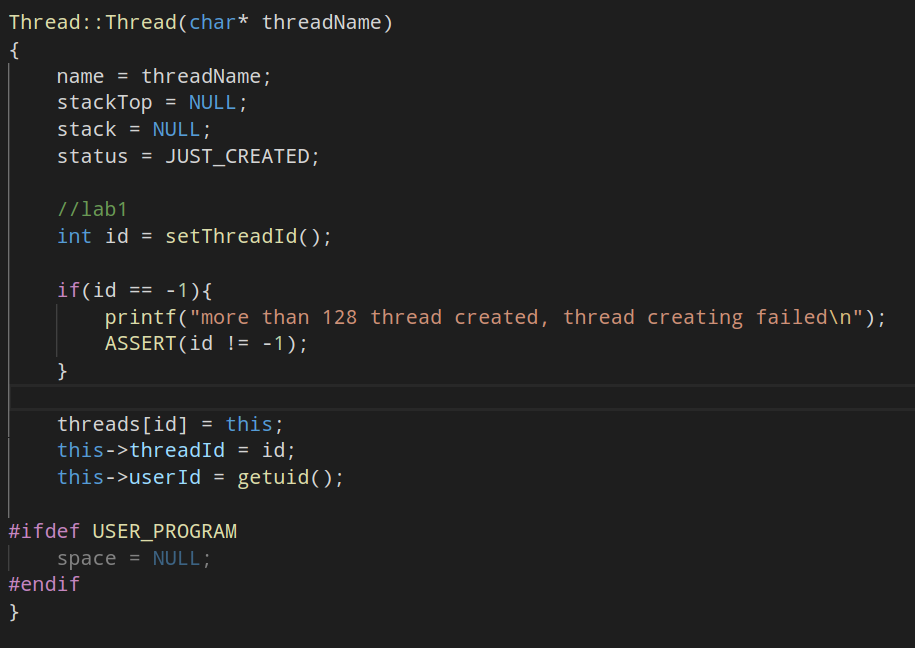 Thread::Thread(char* threadName)
{
    name = threadName;
    stackTop = NULL;
    stack = NULL;
    status = JUST_CREATED;
    //lab1
    int id = setThreadId();
    if(id == -1){
        printf("more than 128 thread created, thread creating failed\n");
        ASSERT(id != -1);
    }
    threads[id] = this;
    this->threadId = id;
    this->userId = getuid();
#ifdef USER_PROGRAM
    space = NULL;
#endif
}